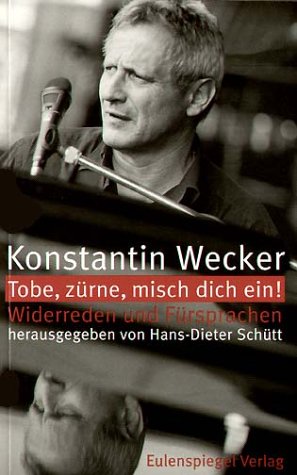 Konstantin Wecker
Tobe, zürne, misch dich ein!
Widerreden und Fürsprachen
herausgegeben von Hans-Dieter Schütt
Eulenspiegel Verlag